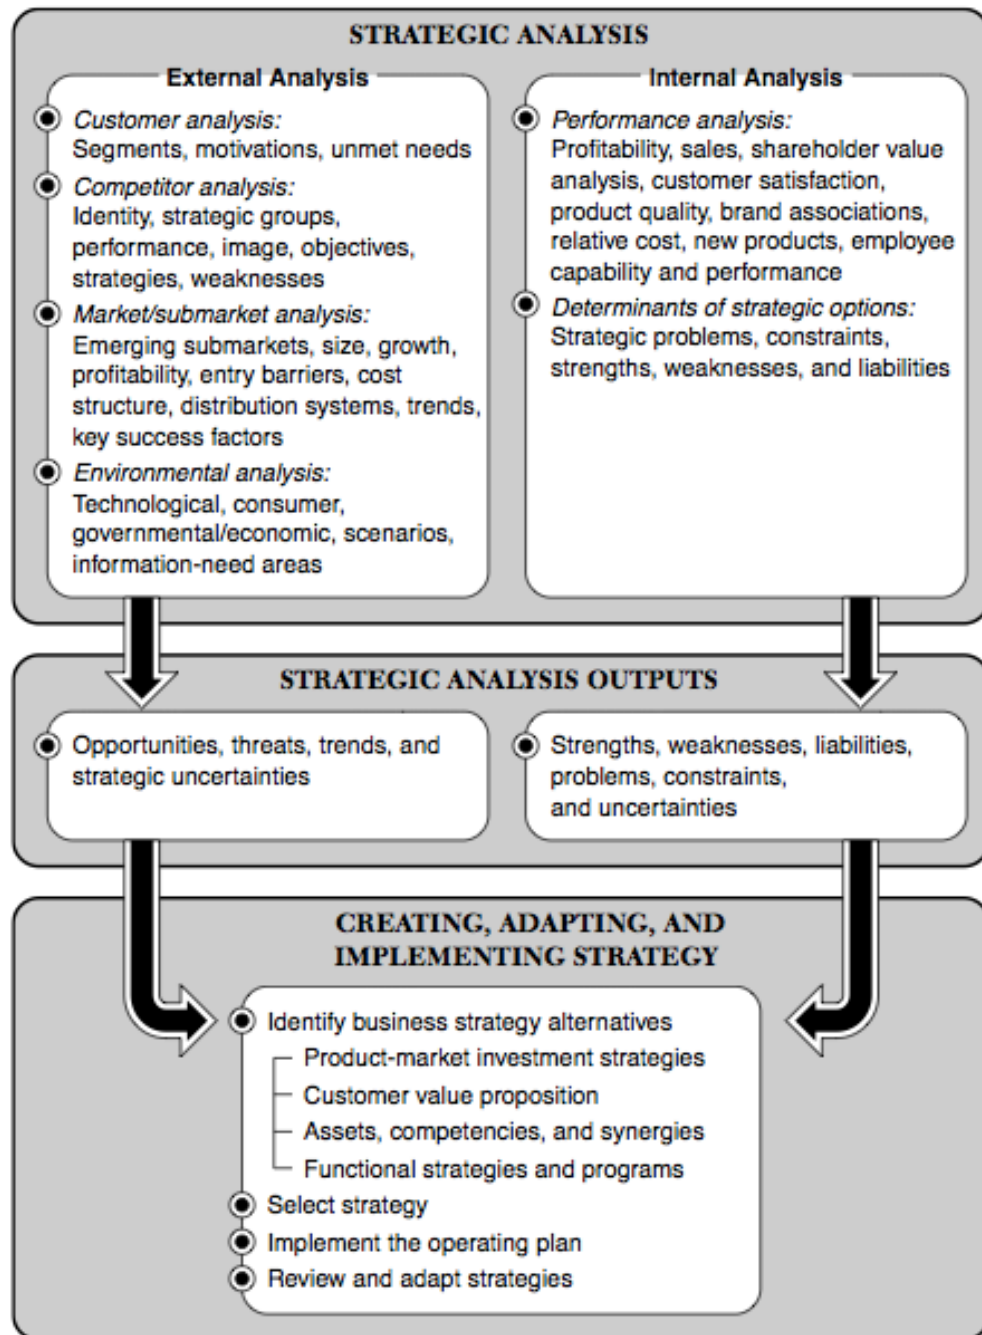 STRATEGIC ANALYSIS
External Analysis
Customer analysis:
Segments, motivations, unmet needs
Competitor analysis:
Identity, strategic groups,
performance, image, objectives,
strategies, weaknesses
Market/submarket analysis:
Emerging submarkets, size, growth,
profitability, entry barriers, cost
structure, distribution systems, trends,
key success factors
Environmental analysis:
Technological, consumer,
governmental/economic, scenarios,
information-need areas
Internal Analysis
Performance analysis:
Profitability, sales, shareholder value
analysis, customer satisfaction,
product quality, brand associations,
relative cost, new products, employee
capability and performance
Determinants of strategic options:
Strategic problems, constraints,
strengths, weaknesses, and liabilities
STRATEGIC ANALYSIS OUTPUTS
Opportunities, threats, trends, and
strategic uncertainties
Strengths, weaknesses, liabilities,
problems, constraints,
and uncertainties
CREATING, ADAPTING, AND
IMPLEMENTING STRATEGY
Identify business strategy alternatives
Product-market investment strategies
Customer value proposition
Assets, competencies, and synergies
Functional strategies and programs
Select strategy
Implement the operating plan
Review and adapt strategies